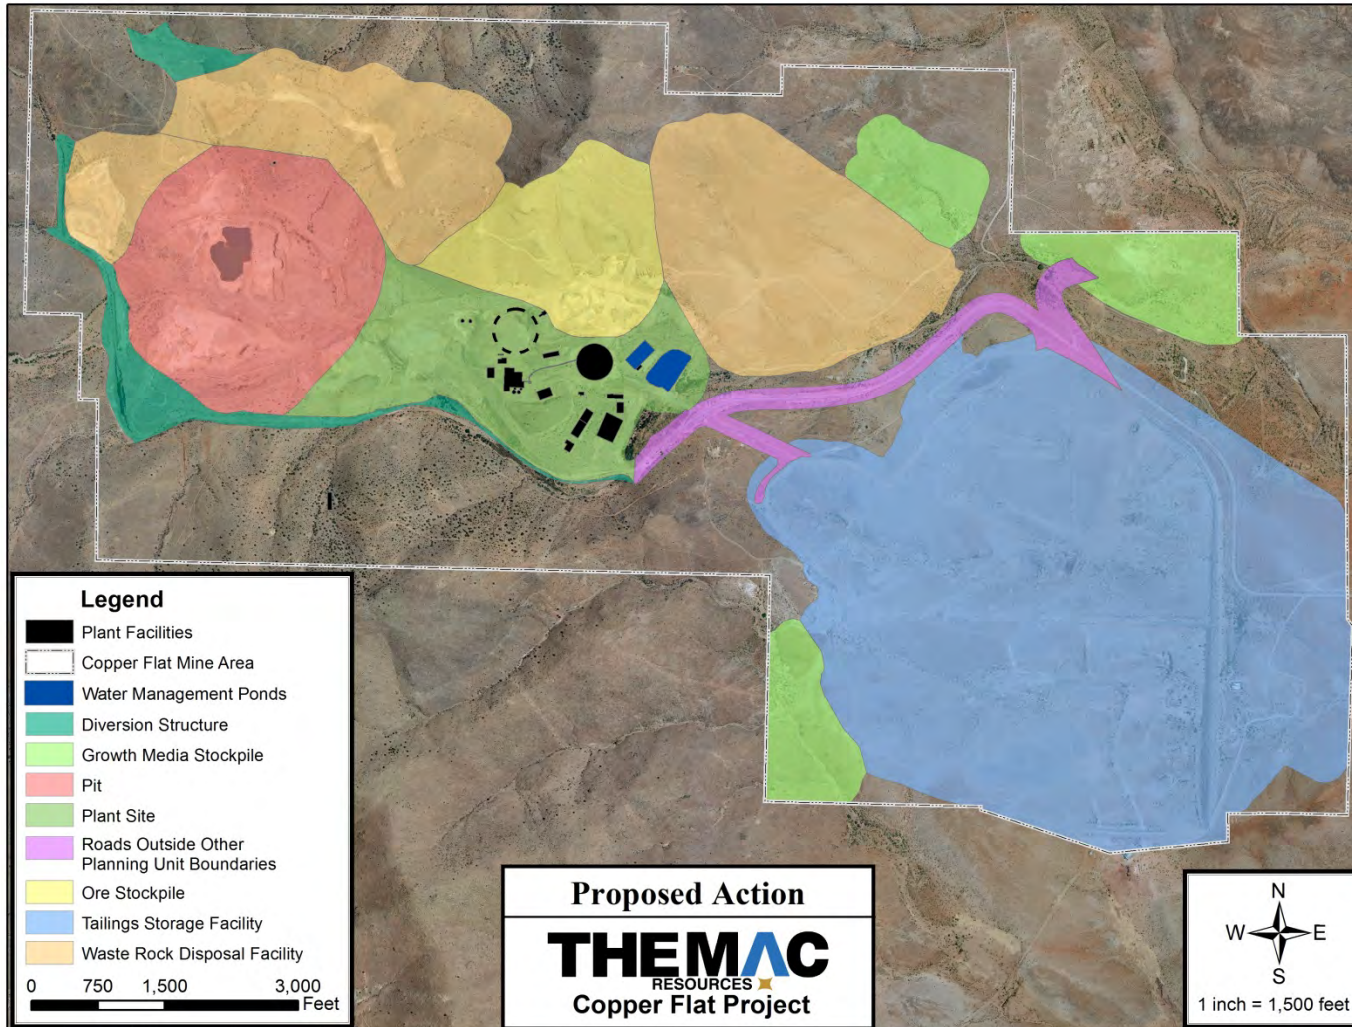 Legend
Plant Facilities
Copper Flat Mine Area
Water Management Ponds
Diversion Structure
Growth Media Stockpile
Pit
Plant Site
Roads Outside Other
Planning Unit Boundaries
Ore Stockpile
Tailings Storage Facility
Waste Rock Disposal Facility
0 750 1,500 3,000
Feet
Proposed Action
THEMAC
RESOURCES
Copper Flat Project
N
W E
S
1 inch = 1,500 feet